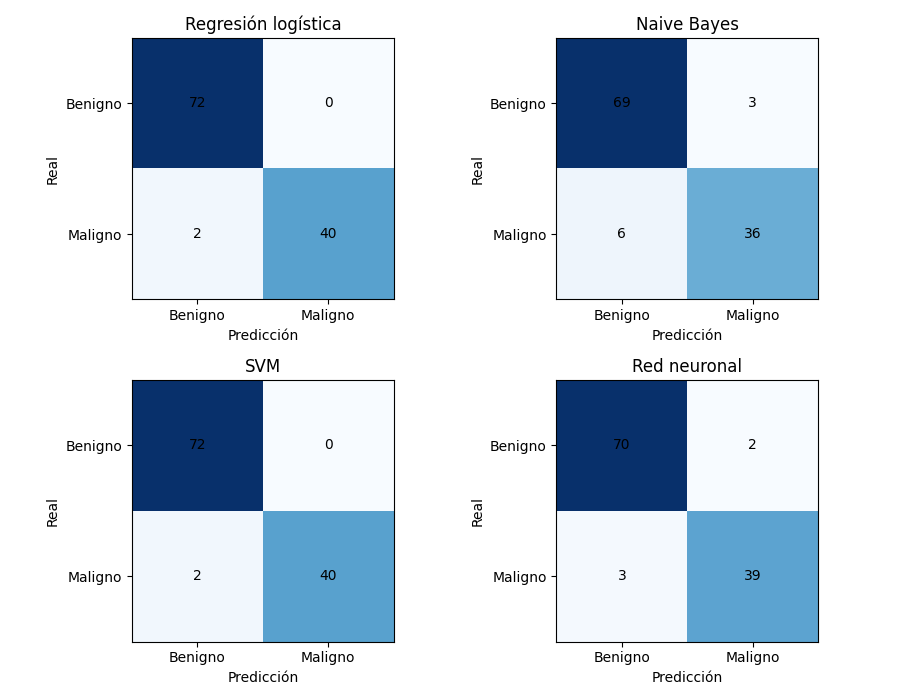 Regresión logística
Benigno
72
0
Real
Maligno
2
40
Benigno
Maligno
Predicción
Naive Bayes
Benigno
69
3
Real
Maligno
6
36
Benigno
Maligno
Predicción
SVM
Benigno
72
0
Real
Maligno
2
40
Benigno
Maligno
Predicción
Red neuronal
Benigno
70
2
Real
Maligno
3
39
Benigno
Maligno
Predicción